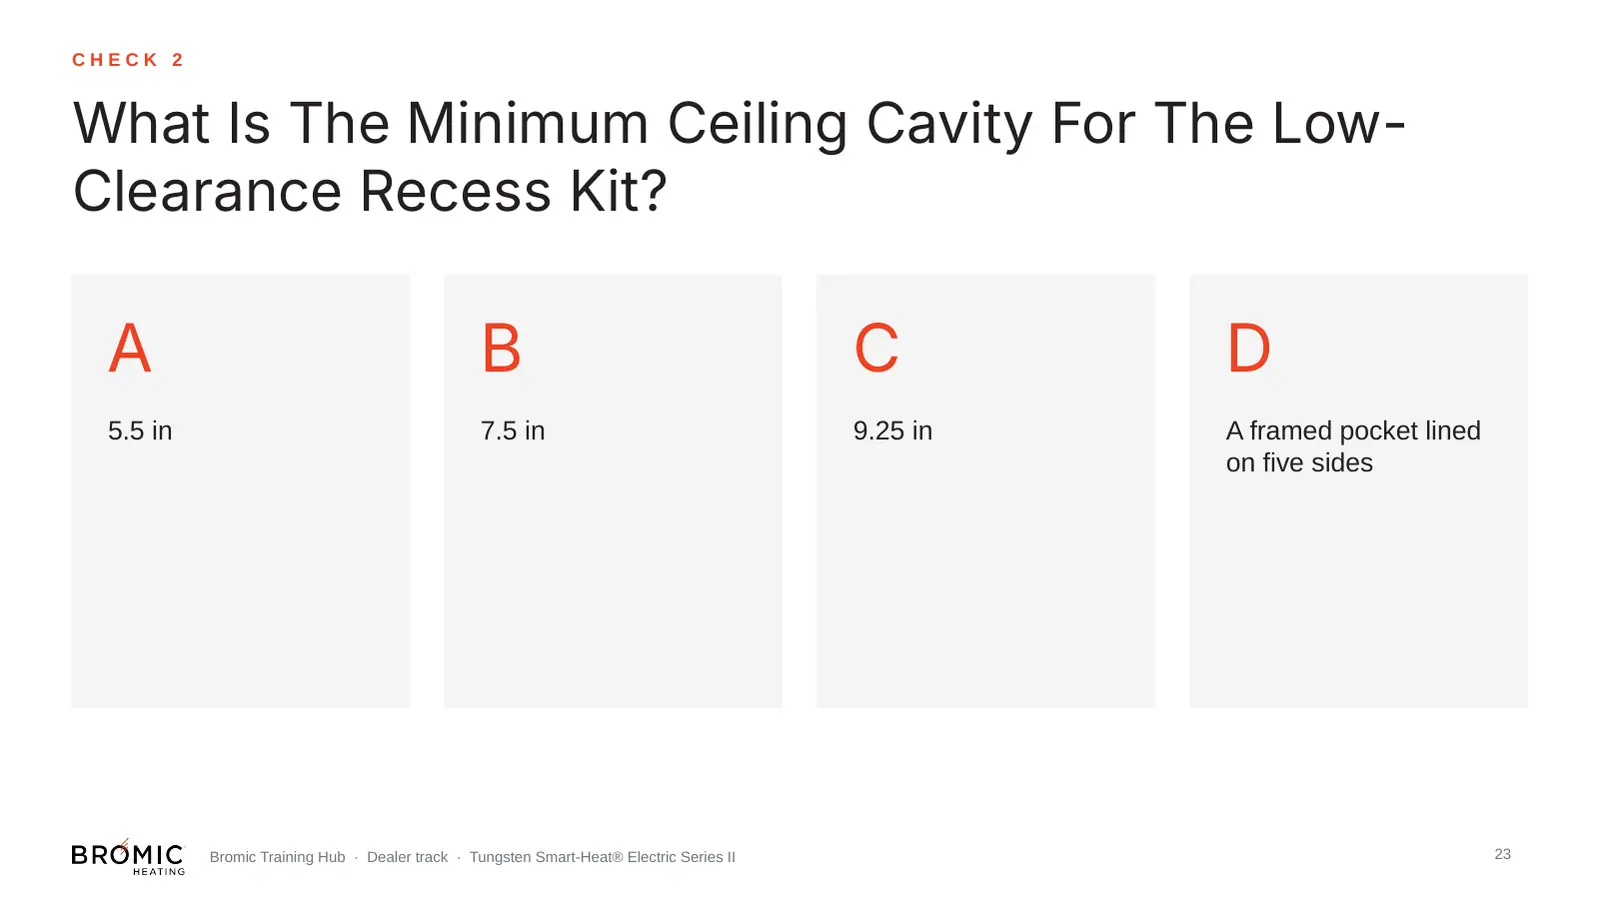 CHECK 2
What Is The Minimum Ceiling Cavity For The Low-
Clearance Recess Kit?
A
5.5 in
B
7.5 in
C
9.25 in
D
A framed pocket lined
on five sides
BROMIC
HEATING
Bromic Training Hub · Dealer track · Tungsten Smart-Heat® Electric Series II
23